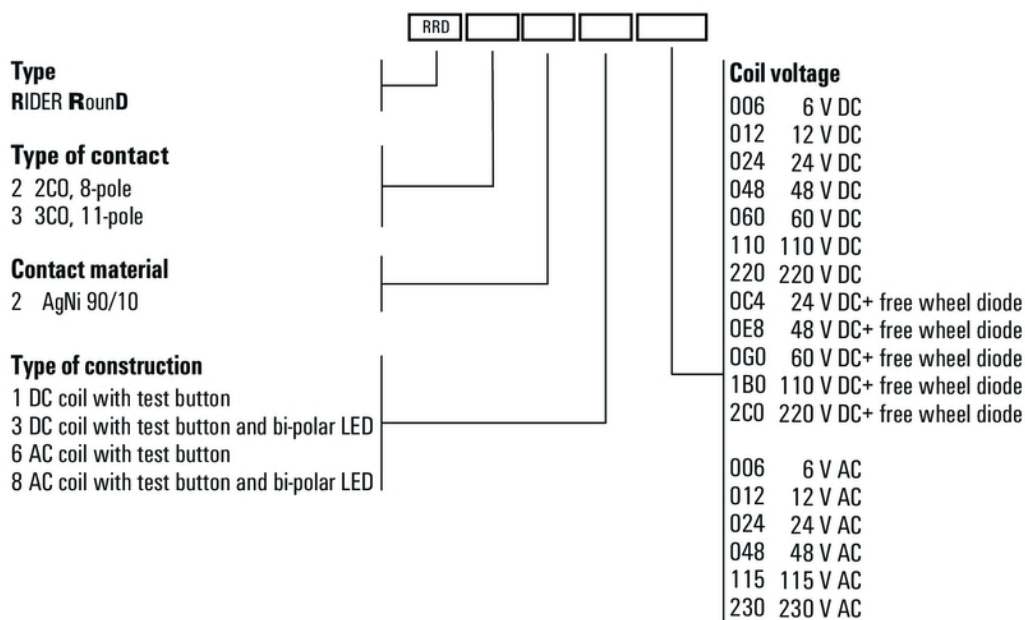 RRD
Type
RIDER RounD
Type of contact
2 2CO, 8-pole
3 3CO, 11-pole
Contact material
2 AgNi 90/10
Type of construction
1 DC coil with test button
3 DC coil with test button and bi-polar LED
6 AC coil with test button
8 AC coil with test button and bi-polar LED
Coil voltage
006 6 V DC
012 12 V DC
024 24 V DC
048 48 V DC
060 60 V DC
110 110 V DC
220 220 V DC
0C4 24 V DC+ free wheel diode
0E8 48 V DC+ free wheel diode
0G0 60 V DC+ free wheel diode
1B0 110 V DC+ free wheel diode
2C0 220 V DC+ free wheel diode
006 6 V AC
012 12 V AC
024 24 V AC
048 48 V AC
115 115 V AC
230 230 V AC